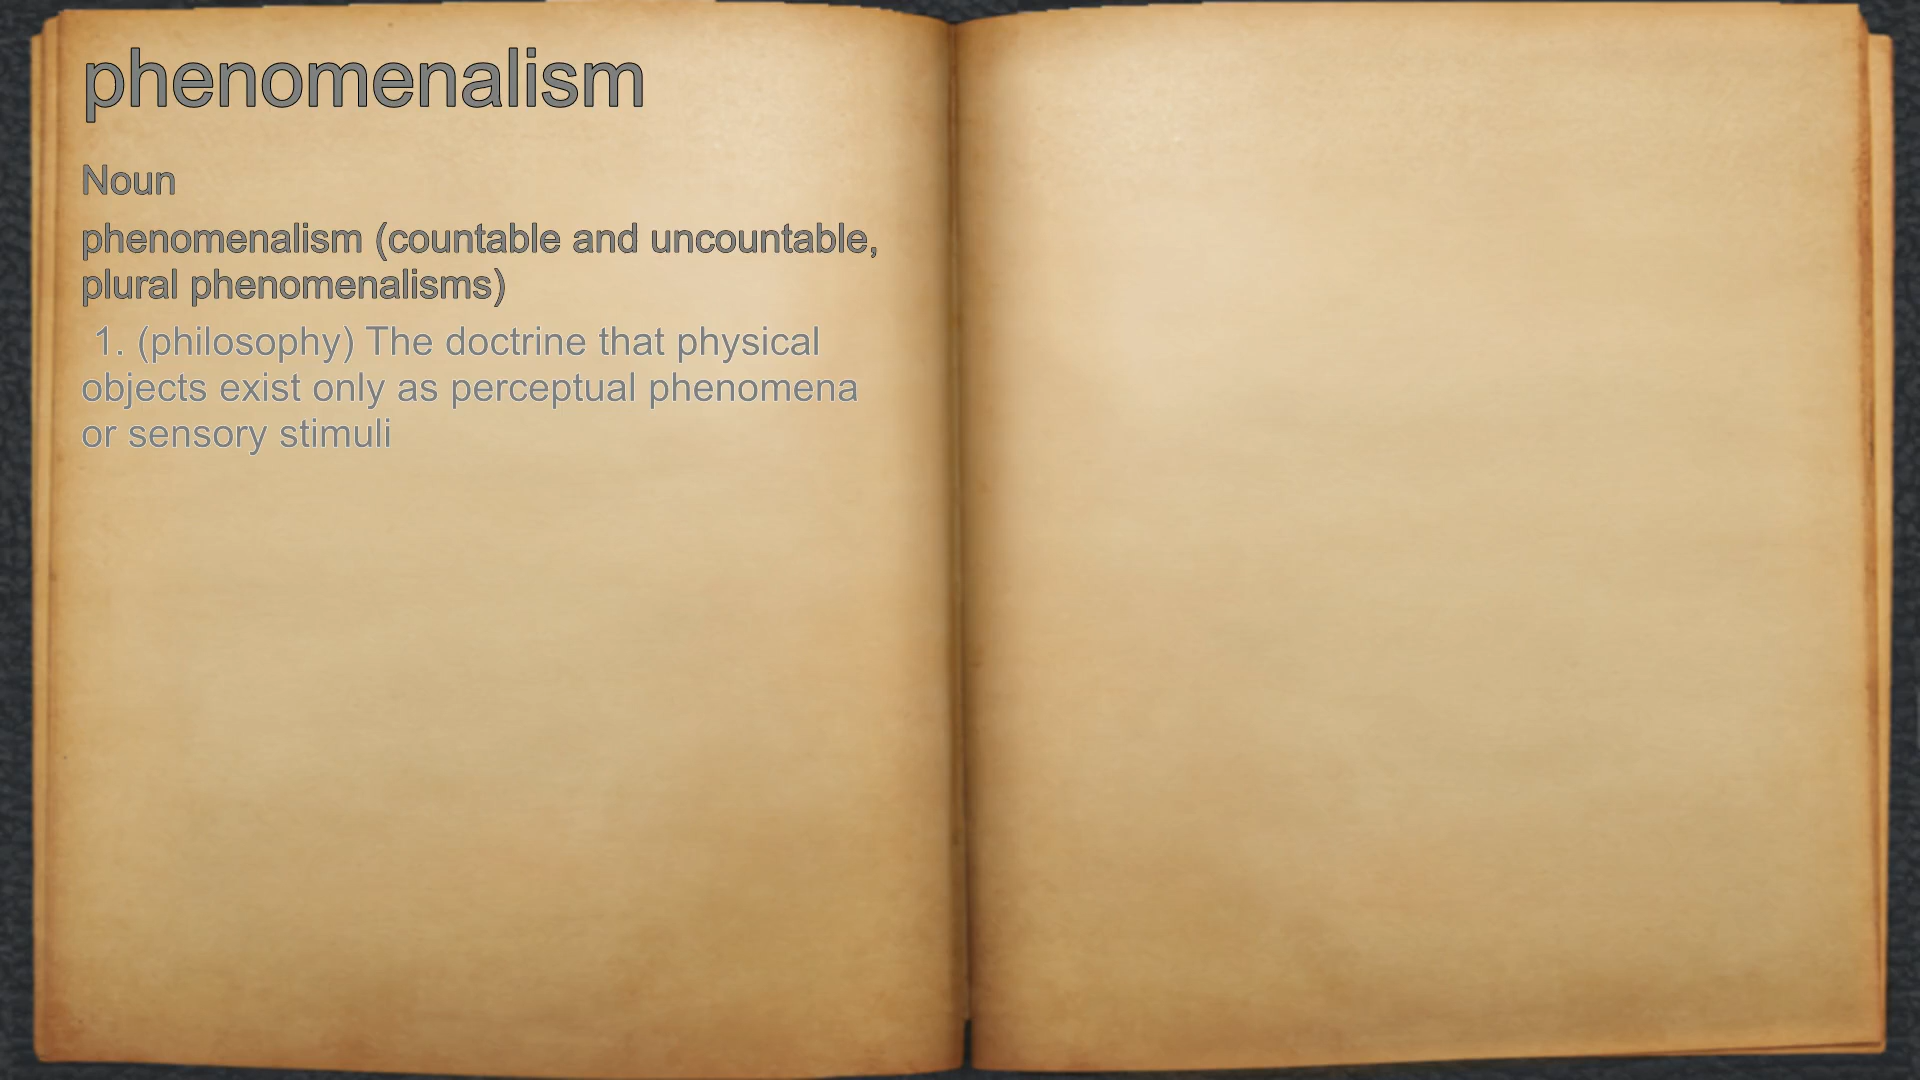 phenomenalism
Noun
phenomenalism (countable and uncountable,
plural phenomenalisms)
1. (philosophy) The doctrine that physical
objects exist only as perceptual phenomena
or sensory stimuli